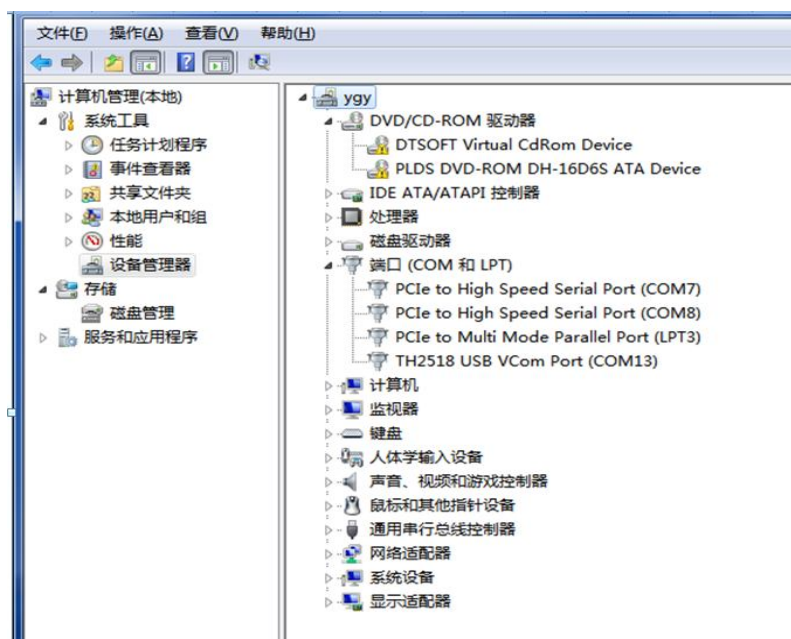 文件(F) 操作(A) 查看(V) 帮助(H)
计算机管理(本地)
系统工具
任务计划程序
事件查看器
共享文件夹
本地用户和组
性能
设备管理器
存储
磁盘管理
服务和应用程序
ygy
DVD/CD-ROM 驱动器
DTSOFT Virtual CdRom Device
PLDS DVD-ROM DH-16D6S ATA Device
IDE ATA/ATAPI 控制器
处理器
磁盘驱动器
端口 (COM 和 LPT)
PCIe to High Speed Serial Port (COM7)
PCIe to High Speed Serial Port (COM8)
PCIe to Multi Mode Parallel Port (LPT3)
TH2518 USB VCom Port (COM13)
计算机
监视器
键盘
人体学输入设备
声音、视频和游戏控制器
鼠标和其他指针设备
通用串行总线控制器
网络适配器
系统设备
显示适配器